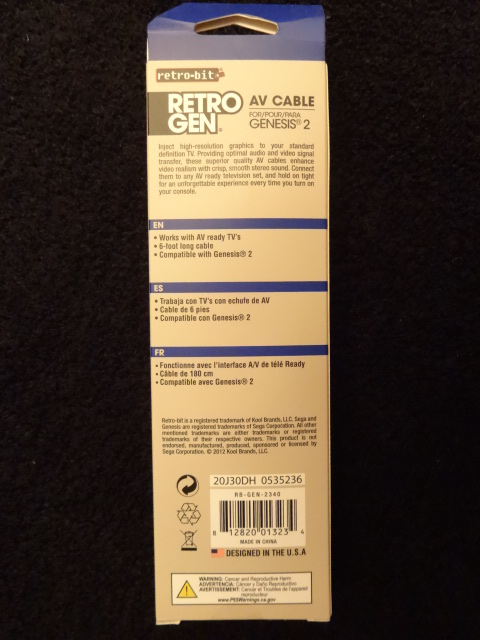 retro-bit
RETRO
GEN®
AV CABLE
FOR/POUR/PARA
GENESIS® 2
Inject high-resolution graphics to your standard
definition TV. Providing optimal audio and video signal
transfer, these superior quality AV cables enhance
video realism with crisp, smooth stereo sound. Connect
them to any AV ready television set, and hold on tight
for an unforgettable experience every time you turn on
your console.
EN
• Works with AV ready TV's
• 6-foot long cable
• Compatible with Genesis® 2
ES
• Trabaja con TV's con echufe de AV
• Cable de 6 pies
• Compatible con Genesis® 2
FR
• Fonctionne avec l'interface A/V de télé Ready
• Câble de 180 cm
• Compatible avec Genesis® 2
Retro-bit is a registered trademark of Kool Brands, LLC. Sega and
Genesis are registered trademarks of Sega Corporation. All other
mentioned trademarks are either trademarks or registered
trademarks of their respective owners. This product is not
endorsed, manufactured, produced, sponsored or licensed by
Sega Corporation. © 2012 Kool Brands, LLC.
20J30DH 0535236
RB-GEN-2340
8 12820 01323 4
MADE IN CHINA
DESIGNED IN THE U.S.A
WARNING: Cancer and Reproductive Harm
ADVERTENCIA: Cáncer y Daño Reproductivo
AVERTISSEMENT: Cancer et Troubles de l'appareil
reproducteur
www.P65Warnings.ca.gov